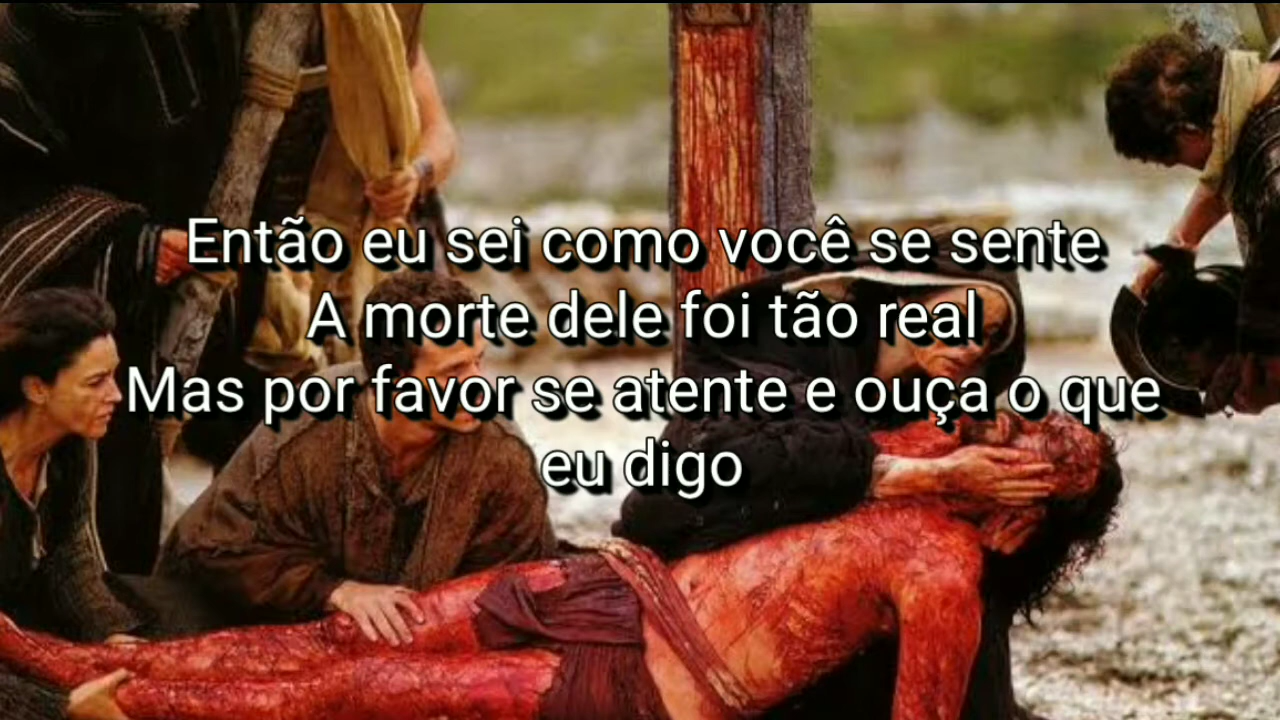 Então eu sei como você se sente
A morte dele foi tão real
Mas por favor se atente e ouça o que
eu digo